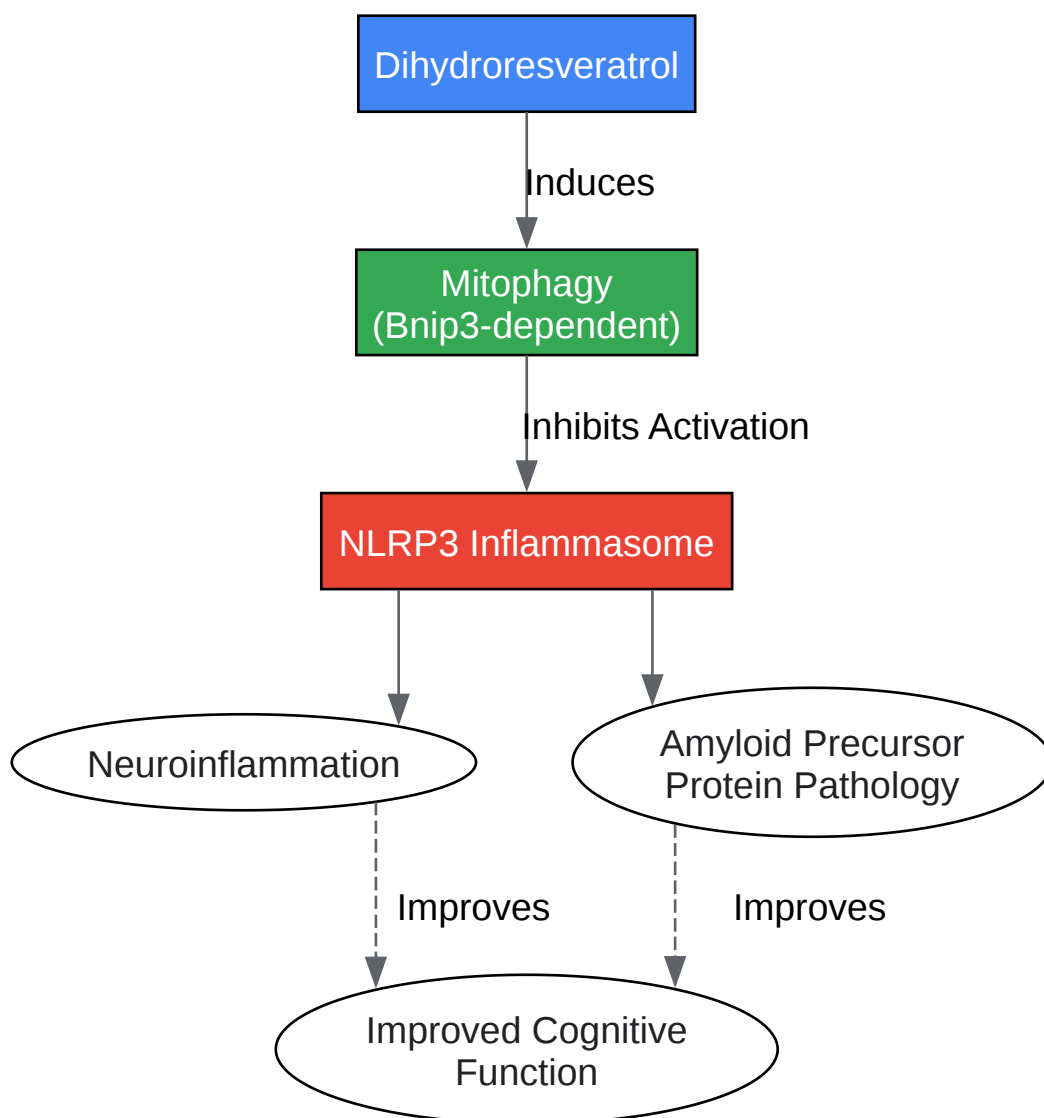 Dihydroresveratrol
Induces
Mitophagy
(Bnip3-dependent)
Inhibits Activation
NLRP3 Inflammasome
Neuroinflammation
Amyloid Precursor
Protein Pathology
Improves
Improves
Improved Cognitive
Function